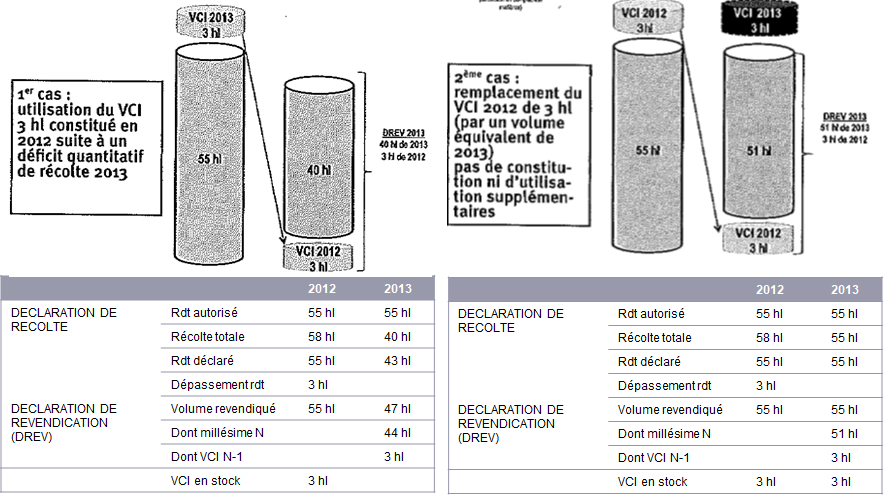 VCI 2013
3 hl
1er cas :
utilisation du VCI
3 hl constitué en
2012 suite à un
déficit quantitatif
de récolte 2013
55 hl
40 hl
DREV 2013
40 hl de 2013
3 hl de 2012
VCI 2012
3 hl
VCI 2012
3 hl
VCI 2013
3 hl
2ème cas :
remplacement du
VCI 2012 de 3 hl
(par un volume
équivalent de
2013)
pas de constitu-
tion ni d'utilisa-
tion supplémen-
taires
55 hl
51 hl
DREV 2013
51 hl de 2013
3 hl de 2012
VCI 2012
3 hl
2012 2013
DECLARATION DE
RECOLTE
Rdt autorisé 55 hl 55 hl
Récolte totale 58 hl 40 hl
Rdt déclaré 55 hl 43 hl
Dépassement rdt 3 hl
DECLARATION DE
REVENDICATION
(DREV)
Volume revendiqué 55 hl 47 hl
Dont millésime N 44 hl
Dont VCI N-1 3 hl
VCI en stock 3 hl
2012 2013
DECLARATION DE
RECOLTE
Rdt autorisé 55 hl 55 hl
Récolte totale 58 hl 55 hl
Rdt déclaré 55 hl 55 hl
Dépassement rdt 3 hl
DECLARATION DE
REVENDICATION
(DREV)
Volume revendiqué 55 hl 55 hl
Dont millésime N 51 hl
Dont VCI N-1 3 hl
VCI en stock 3 hl 3 hl